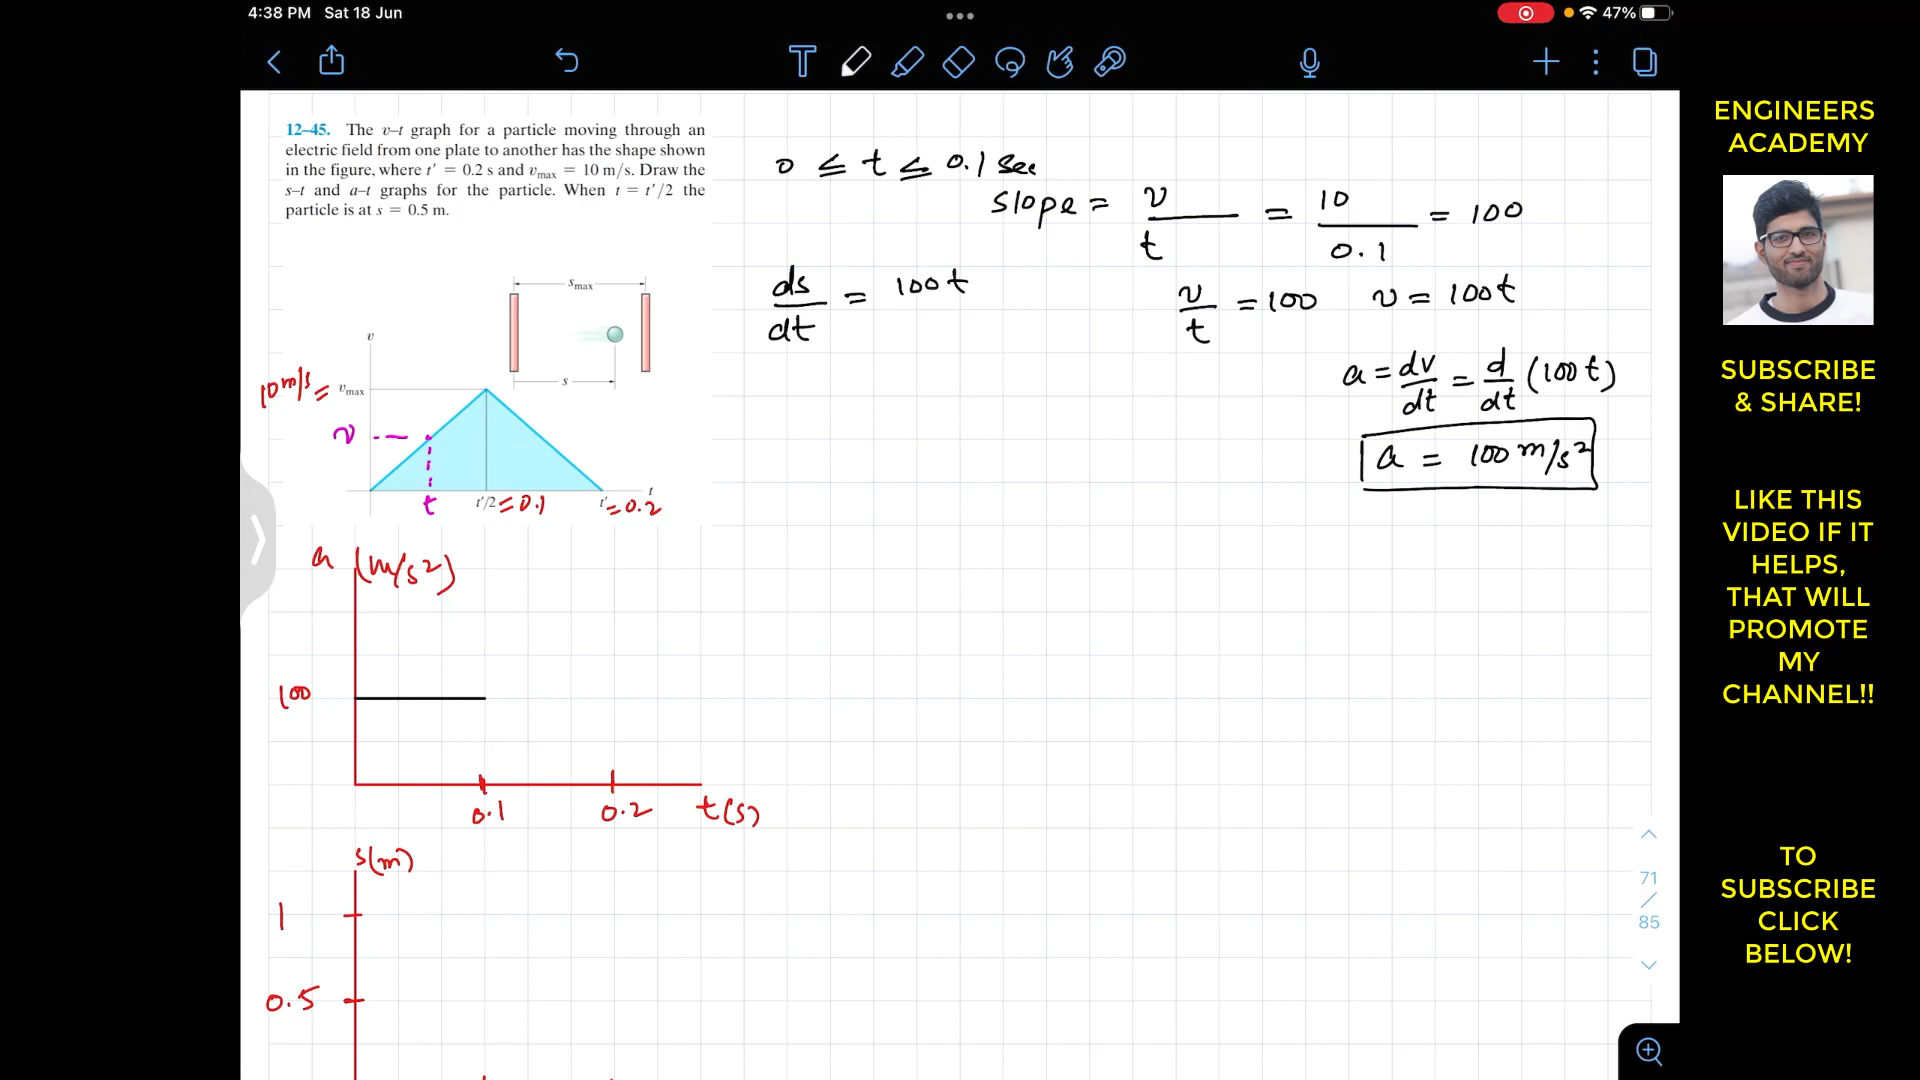 4:38 PM Sat 18 Jun
47%
12–45. The v–t graph for a particle moving through an
electric field from one plate to another has the shape shown
in the figure, where t′ = 0.2 s and vmax = 10 m/s. Draw the
s–t and a–t graphs for the particle. When t = t′/2 the
particle is at s = 0.5 m.
smax
s
v
10 m/s = vmax
v
t
t′/2 = 0.1
t′ = 0.2
t
0 ≤ t ≤ 0.1 sec
slope = v/t = 10/0.1 = 100
ds/dt = 100t
v/t = 100 v = 100t
a = dv/dt = d/dt (100t)
a = 100 m/s²
a (m/s²)
100
0.1 0.2 t(s)
s(m)
1
0.5
71
/
85
ENGINEERS
ACADEMY
SUBSCRIBE
& SHARE!
LIKE THIS
VIDEO IF IT
HELPS,
THAT WILL
PROMOTE
MY
CHANNEL!!
TO
SUBSCRIBE
CLICK
BELOW!